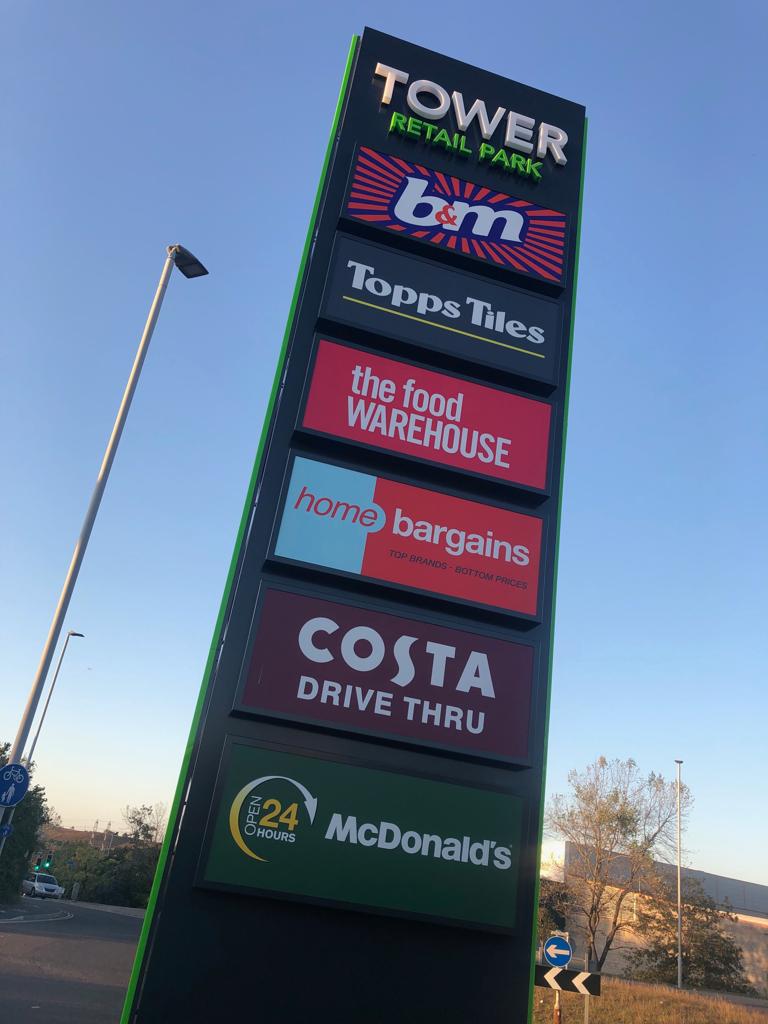 TOWER
RETAIL PARK
b&m
Topps Tiles
the food
WAREHOUSE
home bargains
TOP BRANDS - BOTTOM PRICES
COSTA
DRIVE THRU
OPEN 24 HOURS
McDonald's